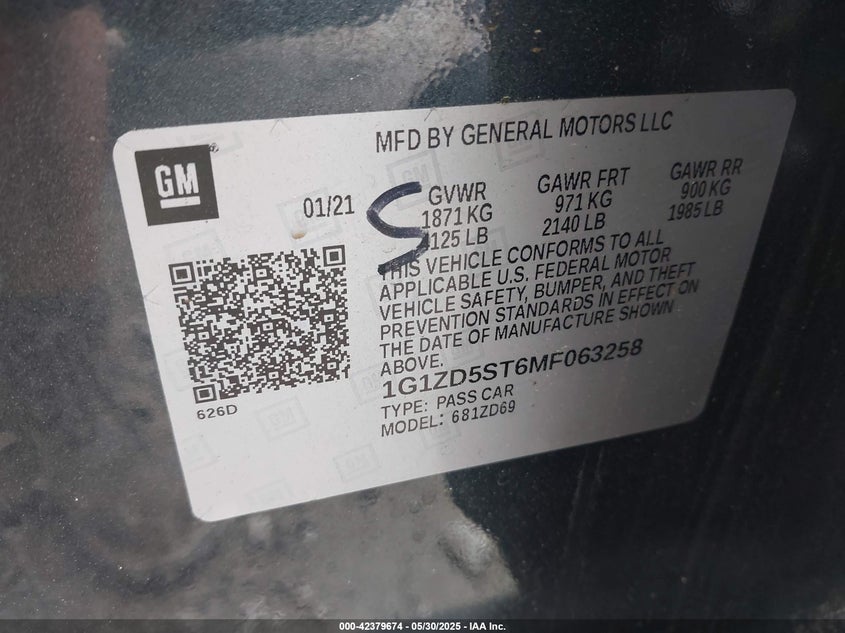 MFD BY GENERAL MOTORS LLC
GM
01/21
S
GVWR
1871 KG
125 LB
GAWR FRT
971 KG
2140 LB
GAWR RR
900 KG
1985 LB
THIS VEHICLE CONFORMS TO ALL
APPLICABLE U.S. FEDERAL MOTOR
VEHICLE SAFETY, BUMPER, AND THEFT
PREVENTION STANDARDS IN EFFECT ON
THE DATE OF MANUFACTURE SHOWN
ABOVE.
1G1ZD5ST6MF063258
TYPE: PASS CAR
MODEL: 681ZD69
626D
000-42379674 - 05/30/2025 - IAA Inc.